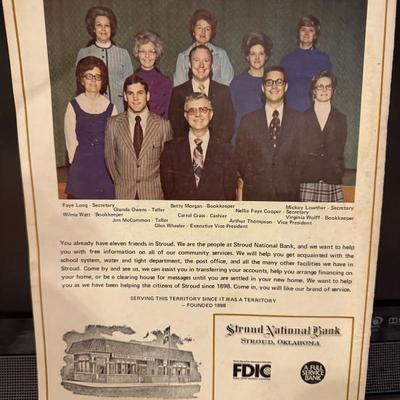 Faye Long - Secretary
Betty Morgan - Bookkeeper
Mickey Lowther - Secretary
Glenda Owens - Teller
Nellie Faye Cooper - Secretary
Wilma Watt - Bookkeeper
Carrol Crass - Cashier
Virginia Wolff - Bookkeeper
Jim McCammon - Teller
Arthur Thompson - Vice President
Glen Wheeler - Executive Vice President
You already have eleven friends in Stroud. We are the people at Stroud National Bank, and we want to help
you with free information on all of our community services. We will help you get acquainted with the
school system, water and light department, the post office, and all the many other facilities we have in
Stroud. Come by and see us, we can assist you in transferring your accounts, help you arrange financing on
your home, or be a clearing house for messages until you are settled in your new home. We want to help
you as we have been helping the citizens of Stroud since 1898. Come in, you will like our brand of service.
SERVING THIS TERRITORY SINCE IT WAS A TERRITORY
– FOUNDED 1898
Stroud National Bank
STROUD, OKLAHOMA
FDIC
A FULL
SERVICE
BANK